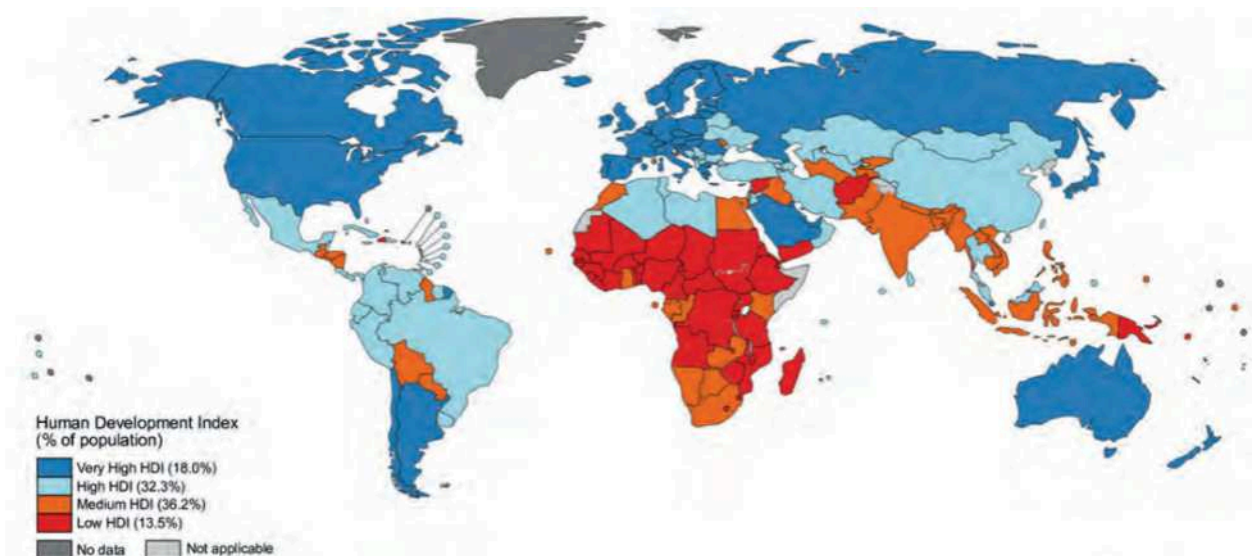 Human Development Index
(% of population)
Very High HDI (18.0%)
High HDI (32.3%)
Medium HDI (36.2%)
Low HDI (13.5%)
No data Not applicable